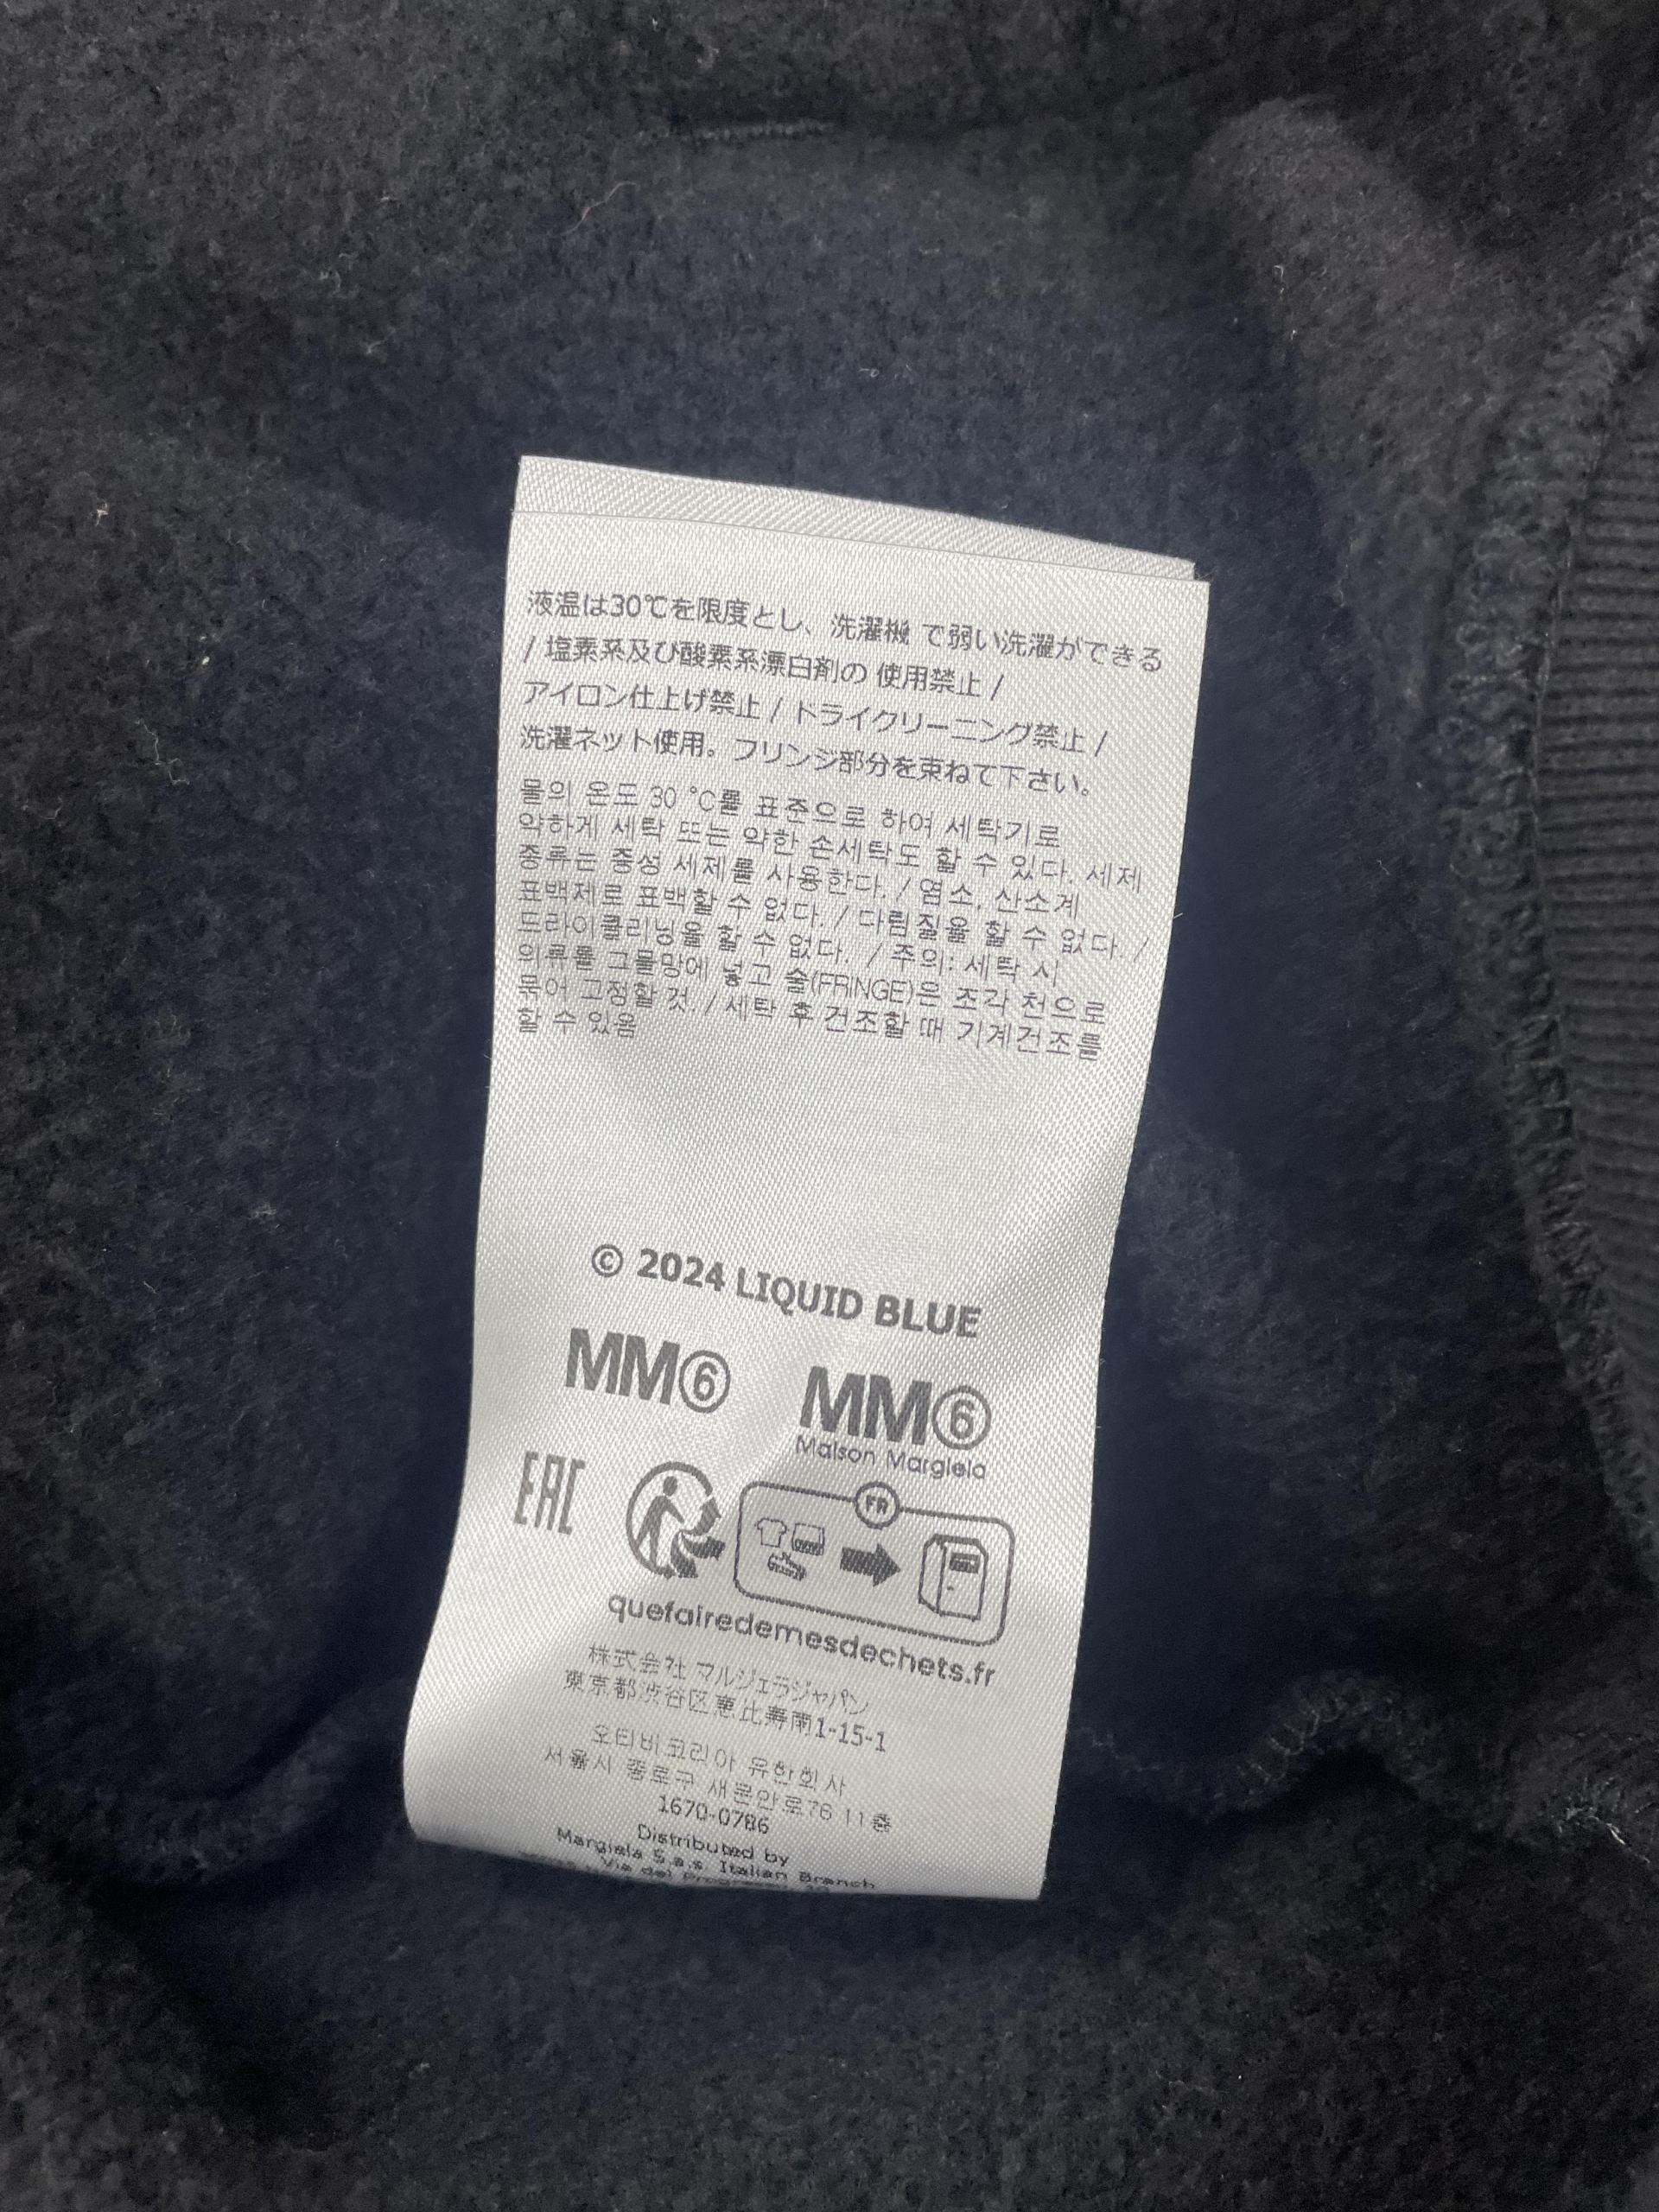 液温は30℃を限度とし、洗濯機 で弱い洗濯ができる
/ 塩素系及び酸素系漂白剤の 使用禁止 /
アイロン仕上げ禁止 / ドライクリーニング禁止 /
洗濯ネット使用。フリンジ部分を束ねて下さい。
물의 온도 30 °C를 표준으로 하여 세탁기로
약하게 세탁 또는 약한 손세탁도 할 수 있다. 세제
종류는 중성 세제를 사용한다. / 염소, 산소계
표백제로 표백할 수 없다. / 다림질을 할 수 없다. /
드라이클리닝을 할 수 없다. / 주의: 세탁 시
의류를 그물망에 넣고 술(FRINGE)은 조각 천으로
묶어 고정할 것. / 세탁 후 건조할 때 기계건조를
할 수 있음
© 2024 LIQUID BLUE
MM⑥ MM⑥
Maison Margiela
EAC
FR
quefairedemesdechets.fr
株式会社 マルジェラジャパン
東京都渋谷区恵比寿南1-15-1
오티비코리아 유한회사
서울시 종로구 새문안로76 11층
1670-0786
Distributed by
Margiela S.a.s Italian Branch
Via del Progresso,